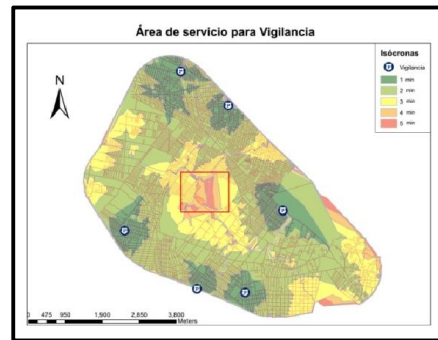 Área de servicio para Vigilancia
Isócronas
Vigilancia
1 min
2 min
3 min
4 min
5 min
N
0 475 950 1,900 2,850 3,800
Meters